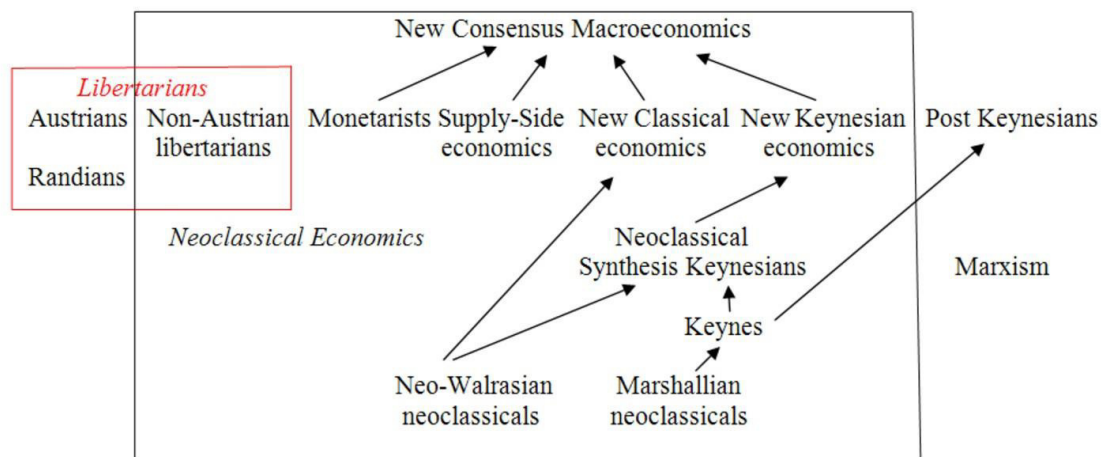 New Consensus Macroeconomics
Libertarians
Austrians
Non-Austrian
libertarians
Randians
Monetarists
Supply-Side
economics
New Classical
economics
New Keynesian
economics
Post Keynesians
Neoclassical Economics
Neoclassical
Synthesis Keynesians
Marxism
Keynes
Neo-Walrasian
neoclassicals
Marshallian
neoclassicals